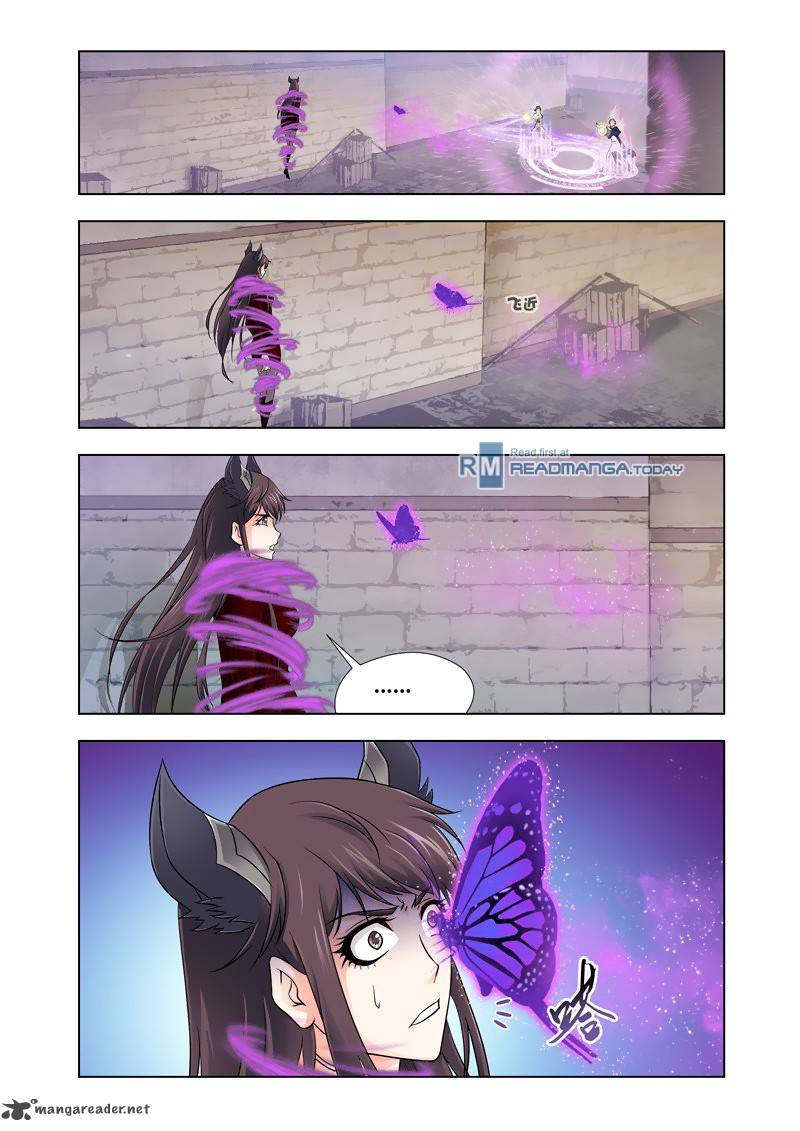 飞近
Read first at
RM READMANGA.TODAY
......
嗒
mangareader.net